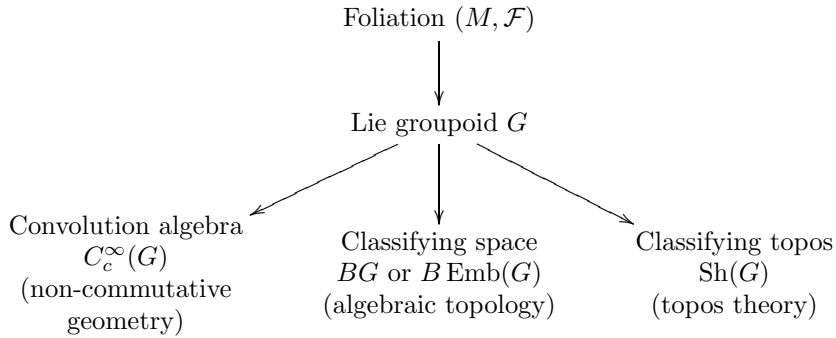 Foliation (M, ℱ)
Lie groupoid G
Convolution algebra
C_c^∞(G)
(non-commutative
geometry)
Classifying space
BG or B Emb(G)
(algebraic topology)
Classifying topos
Sh(G)
(topos theory)